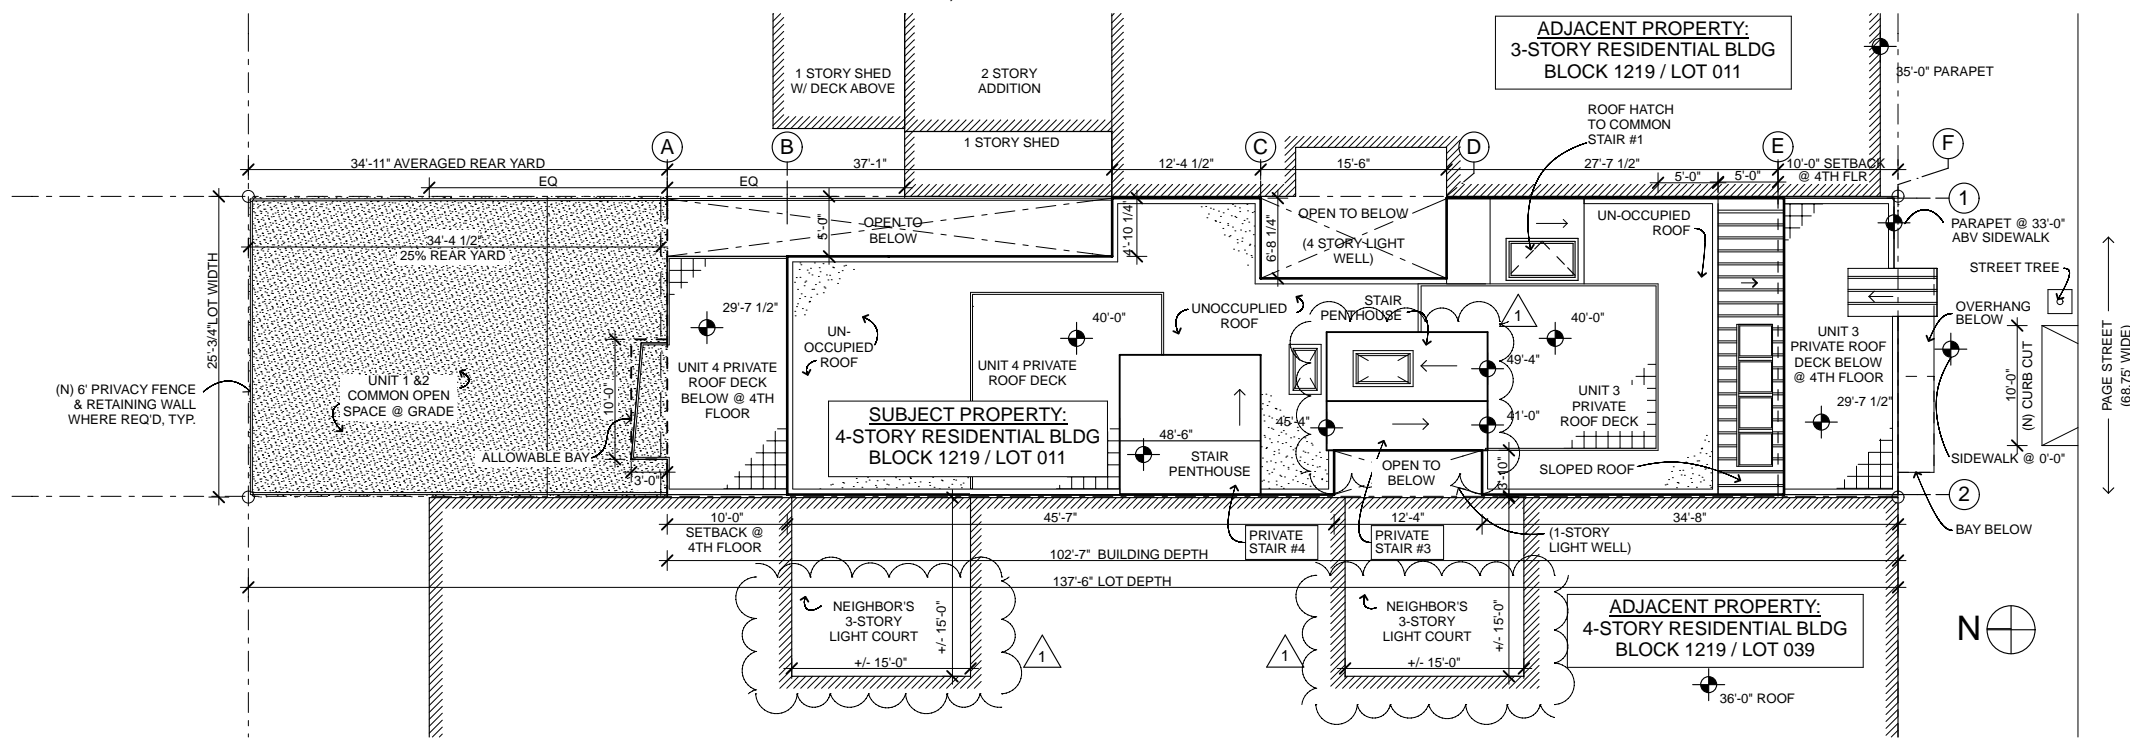 ADJACENT PROPERTY:
3-STORY RESIDENTIAL BLDG
BLOCK 1219 / LOT 011
1 STORY SHED
W/ DECK ABOVE
2 STORY
ADDITION
1 STORY SHED
ROOF HATCH
TO COMMON
STAIR #1
35'-0" PARAPET
A
B
C
D
E
F
34'-11" AVERAGED REAR YARD
37'-1"
12'-4 1/2"
15'-6"
27'-7 1/2"
10'-0" SETBACK
@ 4TH FLR
EQ
EQ
5'-0"
5'-0"
1
25'-3/4"LOT WIDTH
34'-4 1/2"
25% REAR YARD
5'-0"
OPEN TO
BELOW
4'-10 1/4"
6'-8 1/4"
OPEN TO BELOW
(4 STORY LIGHT
WELL)
UN-OCCUPIED
ROOF
PARAPET @ 33'-0"
ABV SIDEWALK
STREET TREE
29'-7 1/2"
UN-
OCCUPIED
ROOF
40'-0"
UNOCCUPLIED
ROOF
STAIR
PENTHOUSE
1
40'-0"
UNIT 3
PRIVATE ROOF
DECK BELOW
@ 4TH FLOOR
29'-7 1/2"
OVERHANG
BELOW
10'-0"
(N) CURB CUT
PAGE STREET
(68.75' WIDE)
(N) 6' PRIVACY FENCE
& RETAINING WALL
WHERE REQ'D, TYP.
UNIT 1 &2
COMMON OPEN
SPACE @ GRADE
10'-0"
UNIT 4 PRIVATE
ROOF DECK
BELOW @ 4TH
FLOOR
UNIT 4 PRIVATE
ROOF DECK
49'-4"
UNIT 3
PRIVATE
ROOF DECK
SUBJECT PROPERTY:
4-STORY RESIDENTIAL BLDG
BLOCK 1219 / LOT 011
48'-6"
STAIR
PENTHOUSE
45'-4"
41'-0"
ALLOWABLE BAY
3'-0"
OPEN TO
BELOW
3'-10"
SLOPED ROOF
SIDEWALK @ 0'-0"
2
BAY BELOW
10'-0"
SETBACK @
4TH FLOOR
45'-7"
12'-4"
34'-8"
PRIVATE
STAIR #4
PRIVATE
STAIR #3
(1-STORY
LIGHT WELL)
102'-7" BUILDING DEPTH
137'-6" LOT DEPTH
NEIGHBOR'S
3-STORY
LIGHT COURT
+/- 15'-0"
+/- 15'-0"
1
NEIGHBOR'S
3-STORY
LIGHT COURT
+/- 15'-0"
+/- 15'-0"
1
ADJACENT PROPERTY:
4-STORY RESIDENTIAL BLDG
BLOCK 1219 / LOT 039
36'-0" ROOF
N